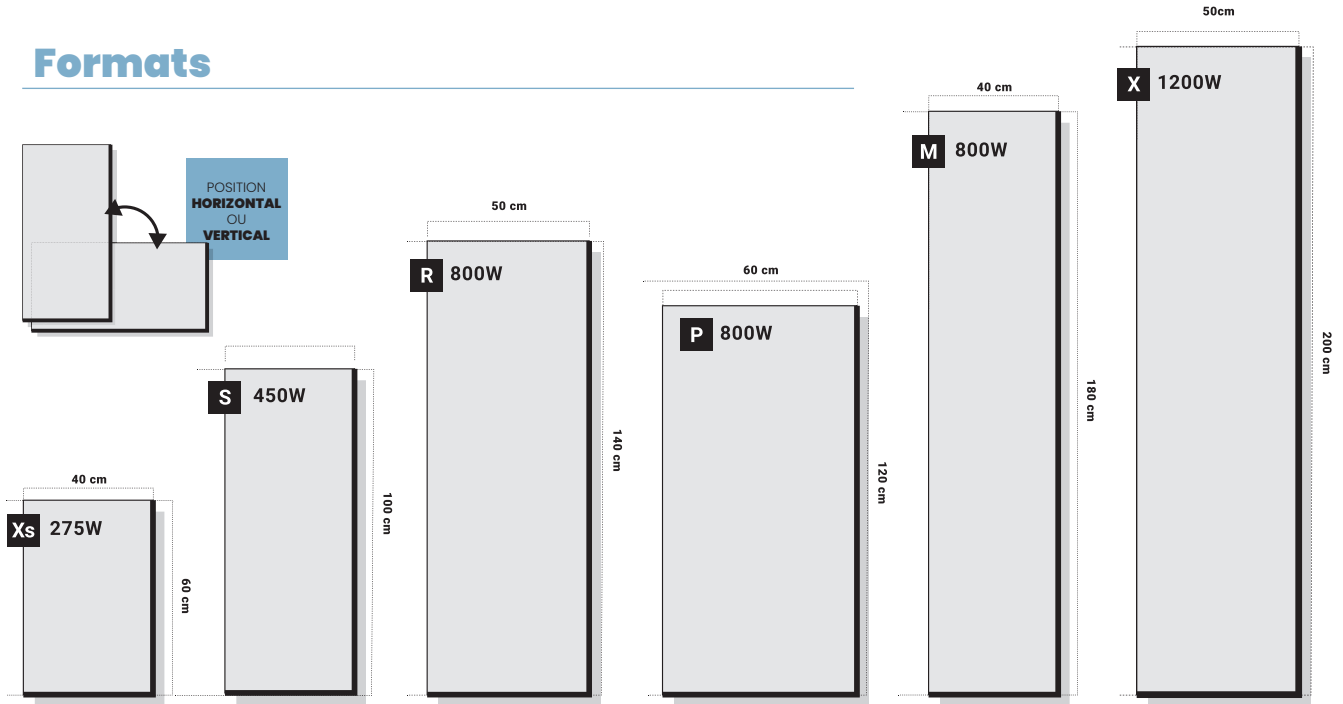 Formats
POSITION
HORIZONTAL
OU
VERTICAL
40 cm
Xs 275W
60 cm
S 450W
100 cm
50 cm
R 800W
140 cm
60 cm
P 800W
120 cm
40 cm
M 800W
180 cm
50cm
X 1200W
200 cm